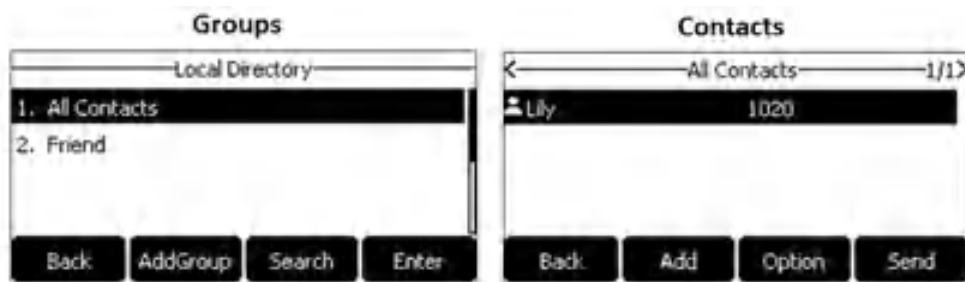 Groups
Local Directory
1. All Contacts
2. Friend
Back AddGroup Search Enter
Contacts
All Contacts 1/1
Lily 1020
Back Add Option Send